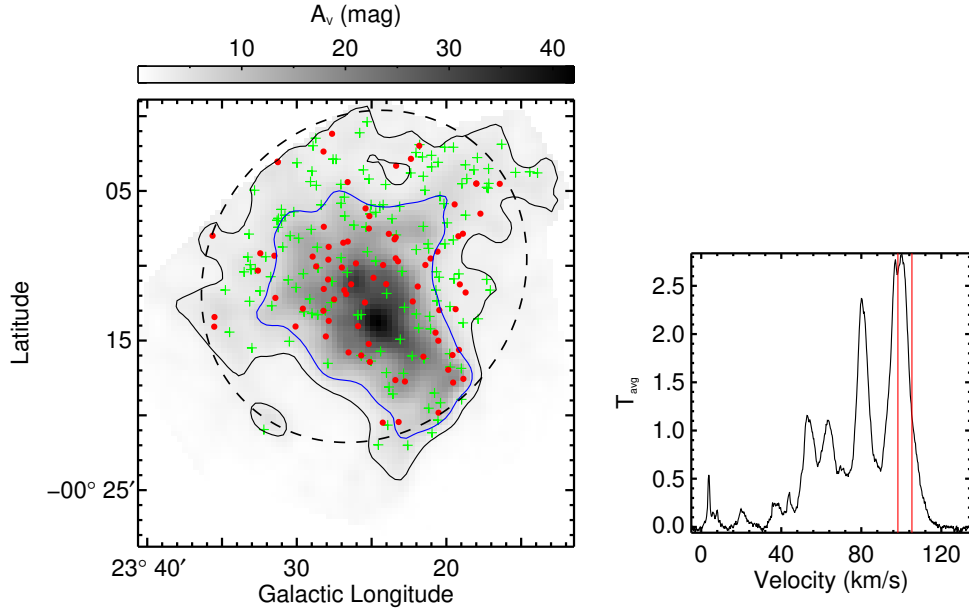 A_v (mag)
10 20 30 40
05
15
−00° 25′
Latitude
23° 40′ 30 20
Galactic Longitude
2.5
2.0
1.5
1.0
0.5
0.0
T_avg
0 40 80 120
Velocity (km/s)